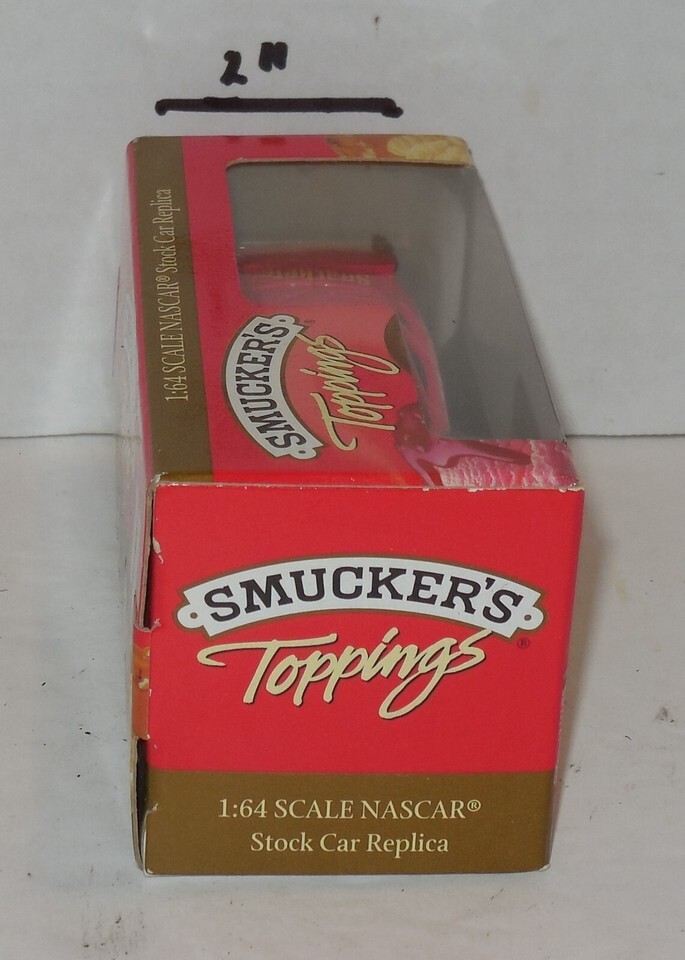 2"
1:64 SCALE NASCAR® Stock Car Replica
SMUCKER'S
Toppings
SMUCKER'S
Toppings®
1:64 SCALE NASCAR®
Stock Car Replica